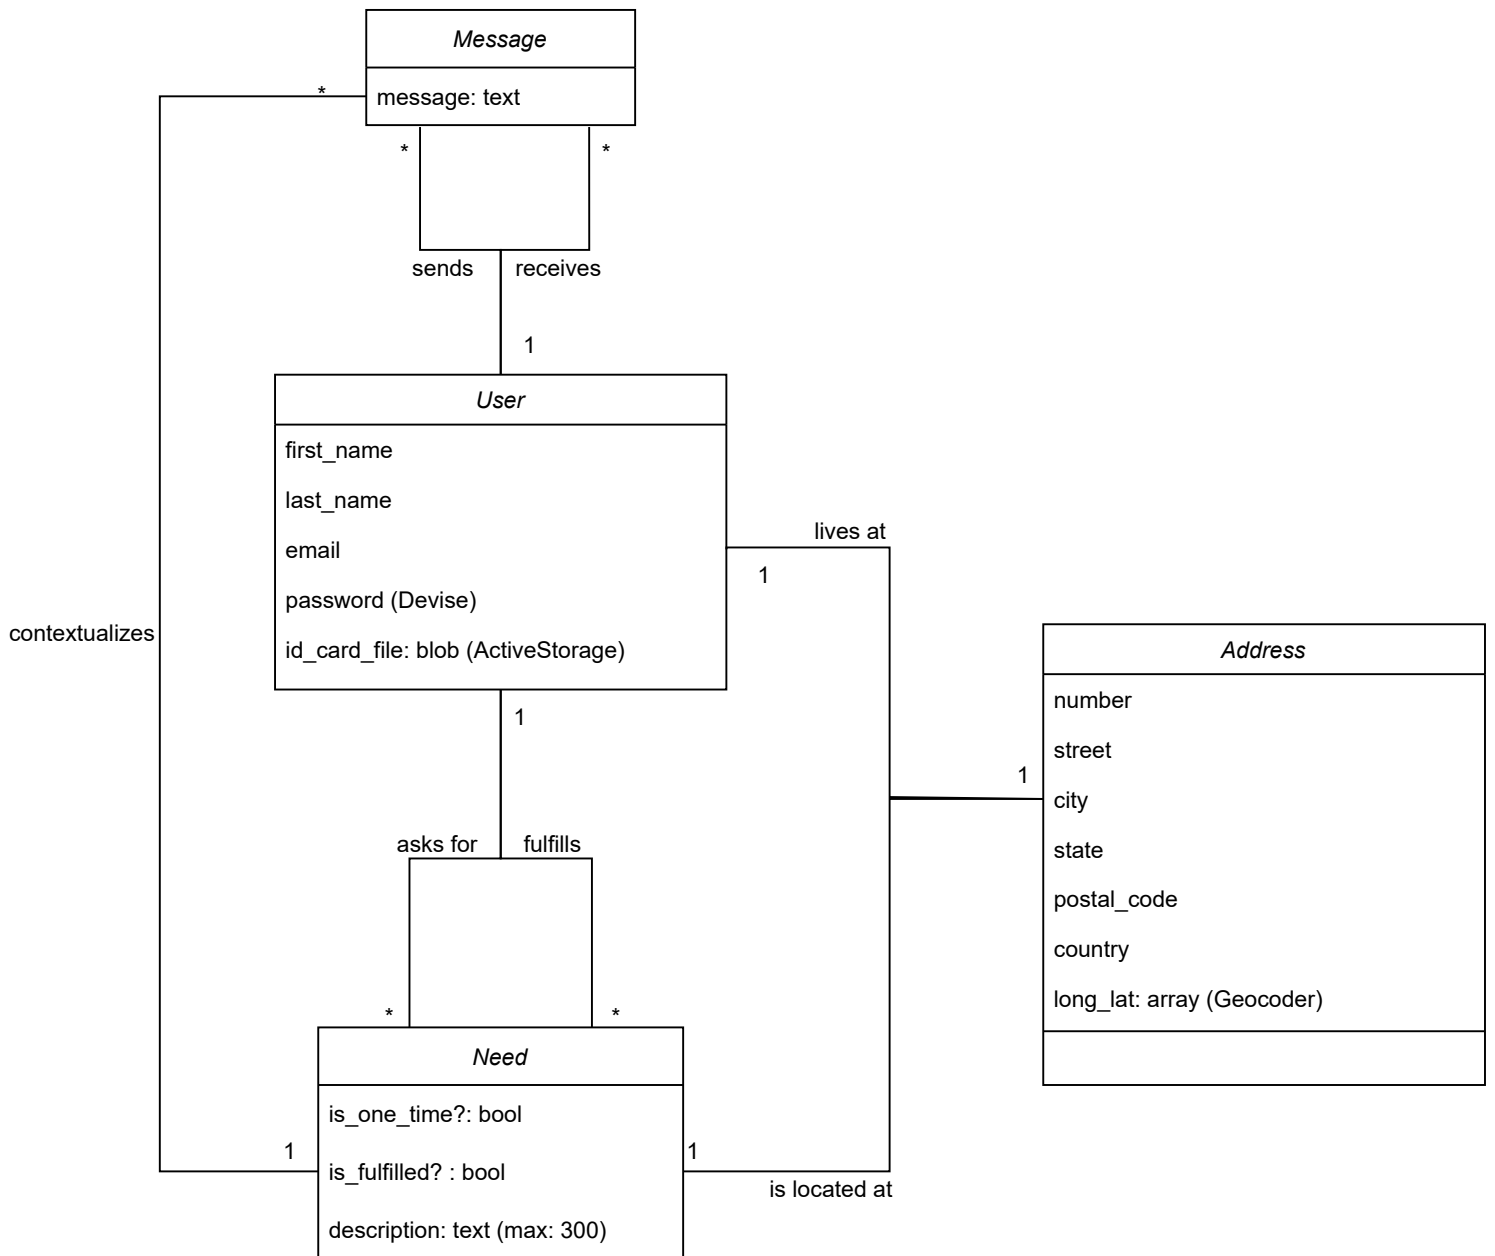 Message
*
message: text
*
*
sends
receives
1
User
first_name
last_name
email
password (Devise)
id_card_file: blob (ActiveStorage)
lives at
1
contextualizes
Address
number
street
city
state
postal_code
country
long_lat: array (Geocoder)
1
1
asks for
fulfills
*
*
Need
is_one_time?: bool
is_fulfilled? : bool
description: text (max: 300)
1
1
is located at